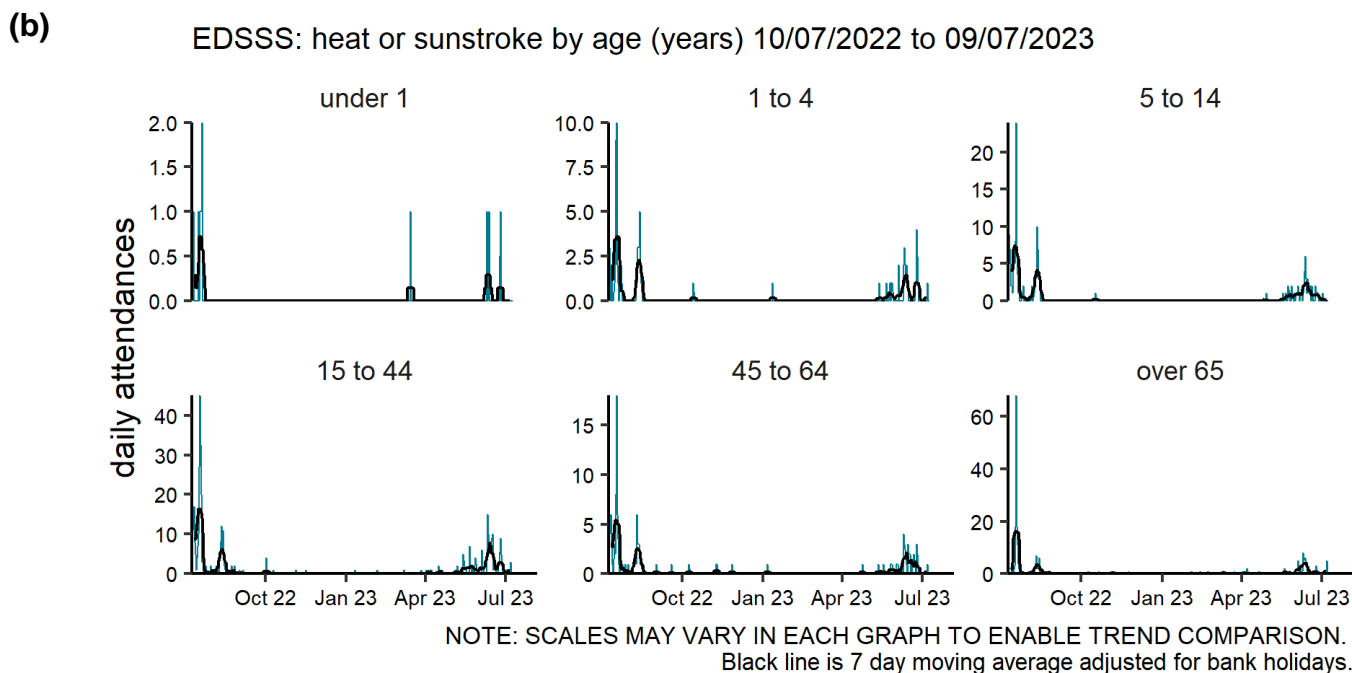 (b)
EDSSS: heat or sunstroke by age (years) 10/07/2022 to 09/07/2023
daily attendances
under 1
2.0
1.5
1.0
0.5
0.0
1 to 4
10.0
7.5
5.0
2.5
0.0
5 to 14
20
15
10
5
0
15 to 44
40
30
20
10
0
Oct 22 Jan 23 Apr 23 Jul 23
45 to 64
15
10
5
0
Oct 22 Jan 23 Apr 23 Jul 23
over 65
60
40
20
0
Oct 22 Jan 23 Apr 23 Jul 23
NOTE: SCALES MAY VARY IN EACH GRAPH TO ENABLE TREND COMPARISON.
Black line is 7 day moving average adjusted for bank holidays.